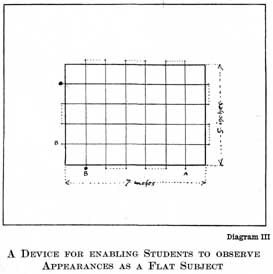 5 inches
B
B
A
7 inches
Diagram III
A Device for enabling Students to observe
Appearances as a Flat Subject